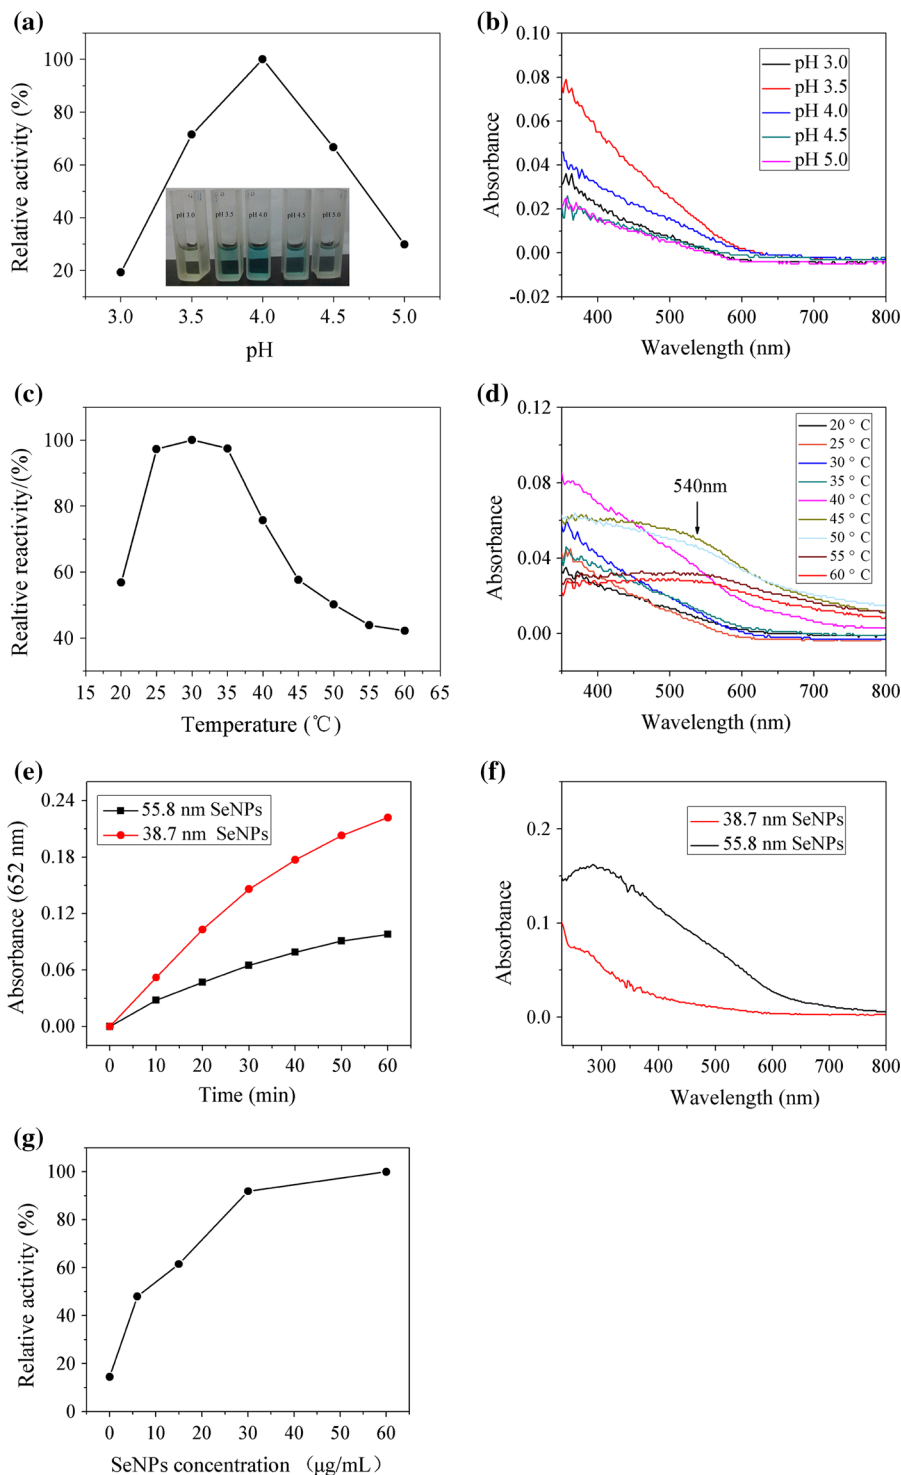 (a)
Relative activity (%)
100
80
60
40
20
pH 3.0
pH 3.5
pH 4.0
pH 4.5
pH 5.0
3.0
3.5
4.0
4.5
5.0
pH
(b)
Absorbance
0.10
0.08
0.06
0.04
0.02
0.00
-0.02
pH 3.0
pH 3.5
pH 4.0
pH 4.5
pH 5.0
400
500
600
700
800
Wavelength (nm)
(c)
Realtive reactivity/(%)
100
80
60
40
15
20
25
30
35
40
45
50
55
60
65
Temperature (℃)
(d)
Absorbance
0.12
0.08
0.04
0.00
540nm
20 ° C
25 ° C
30 ° C
35 ° C
40 ° C
45 ° C
50 ° C
55 ° C
60 ° C
400
500
600
700
800
Wavelength (nm)
(e)
Absorbance (652 nm)
0.24
0.18
0.12
0.06
0.00
55.8 nm SeNPs
38.7 nm SeNPs
0
10
20
30
40
50
60
Time (min)
(f)
Absorbance
0.2
0.1
0.0
38.7 nm SeNPs
55.8 nm SeNPs
300
400
500
600
700
800
Wavelength (nm)
(g)
Relative activity (%)
100
80
60
40
20
0
0
10
20
30
40
50
60
SeNPs concentration （μg/mL）